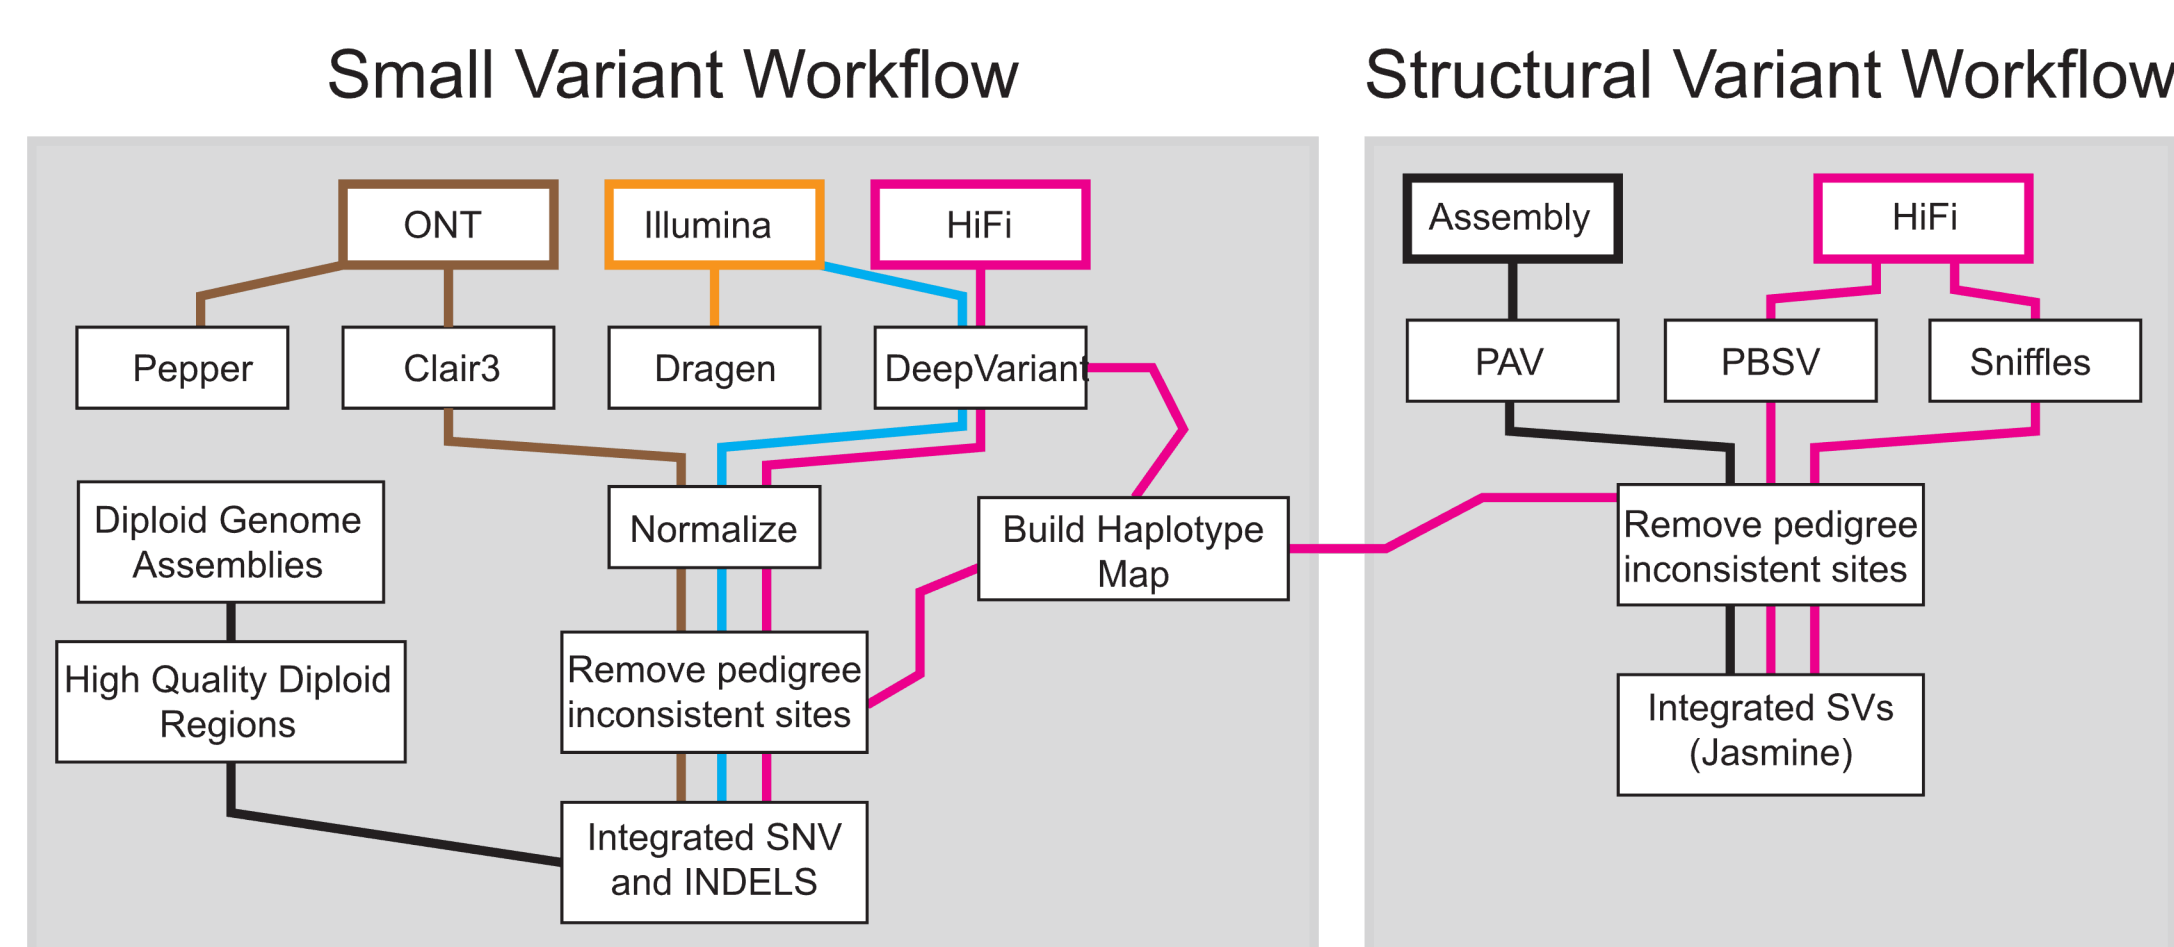 Small Variant Workflow
Structural Variant Workflow
ONT
Illumina
HiFi
Assembly
HiFi
Pepper
Clair3
Dragen
DeepVariant
PAV
PBSV
Sniffles
Diploid Genome
Assemblies
Normalize
Build Haplotype
Map
Remove pedigree
inconsistent sites
High Quality Diploid
Regions
Remove pedigree
inconsistent sites
Integrated SVs
(Jasmine)
Integrated SNV
and INDELS